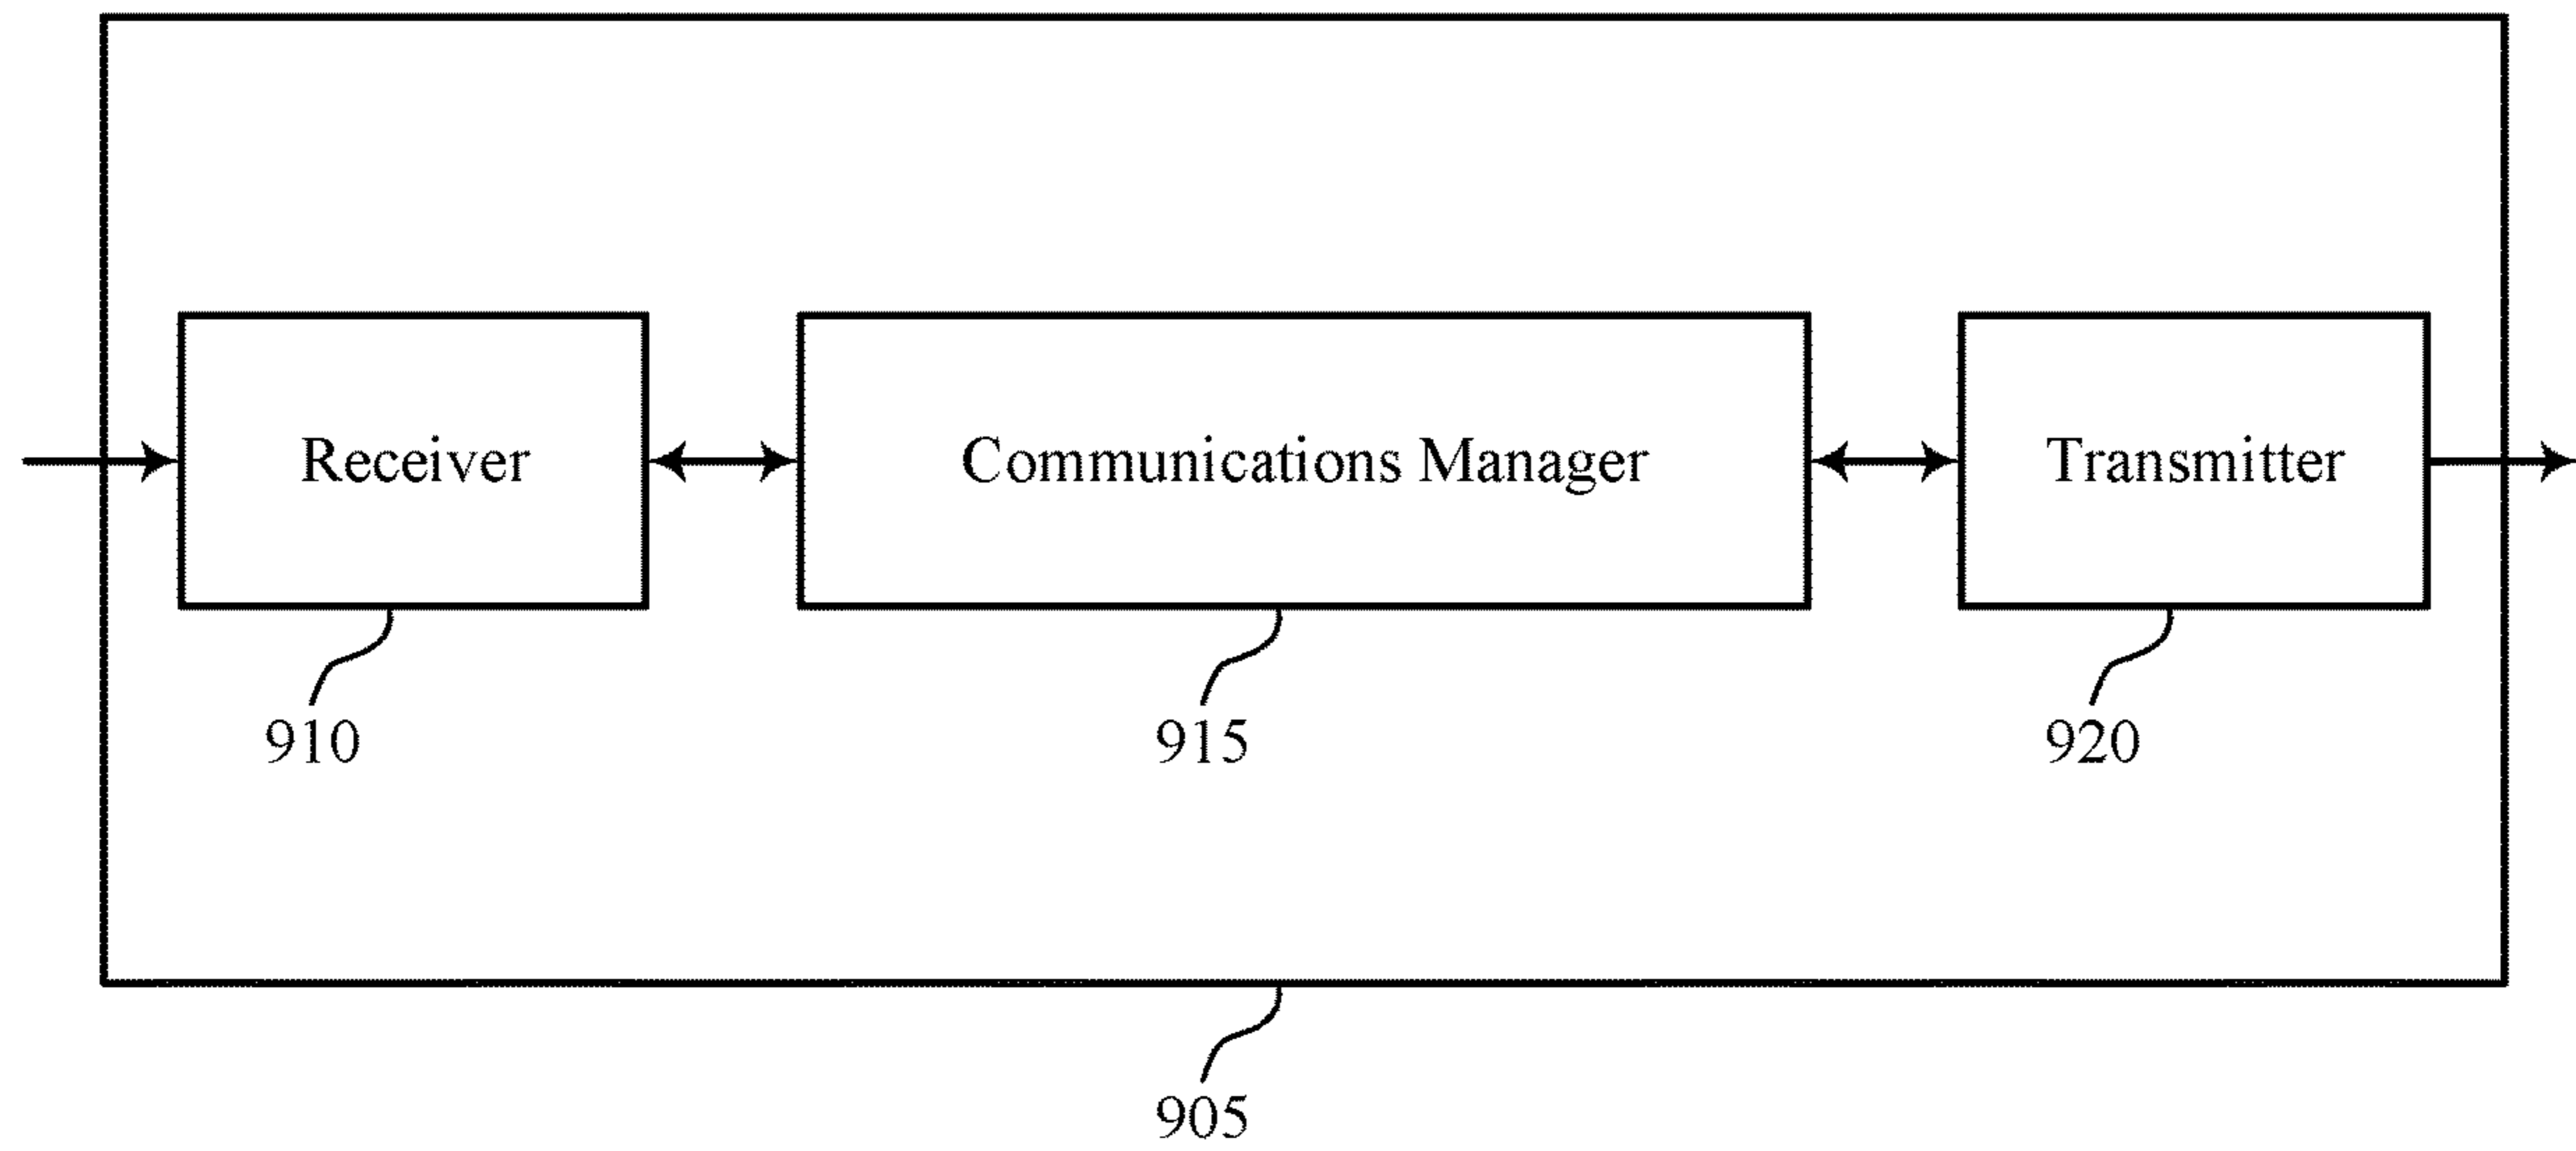 Receiver
Communications Manager
Transmitter
910
915
920
905